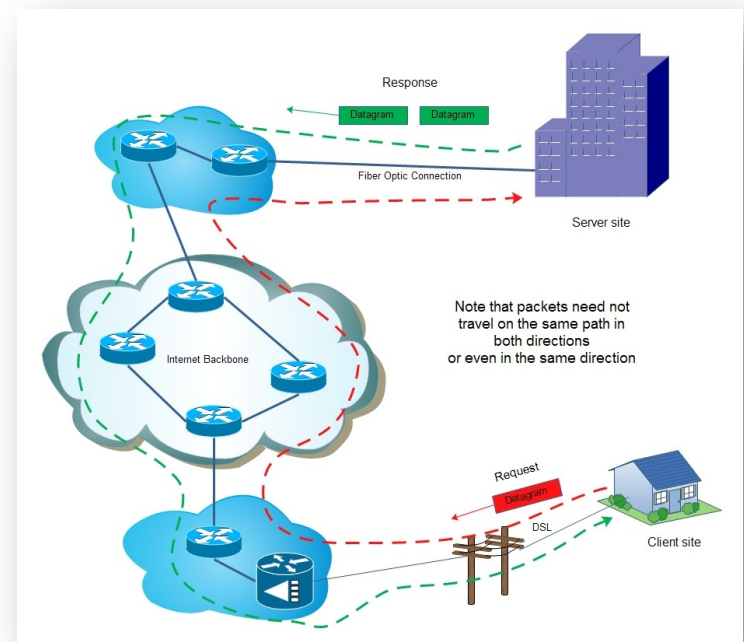 Response
Datagram
Datagram
Fiber Optic Connection
Server site
Note that packets need not
travel on the same path in
both directions
or even in the same direction
Internet Backbone
Request
Datagram
DSL
Client site